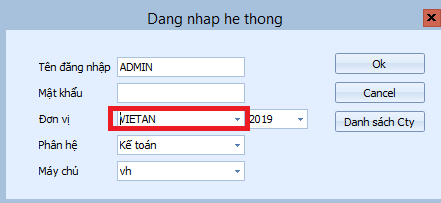 Dang nhap he thong
Tên đăng nhập ADMIN Ok
Mật khẩu Cancel
Đơn vị VIETAN 2019 Danh sách Cty
Phân hệ Kế toán
Máy chủ vh